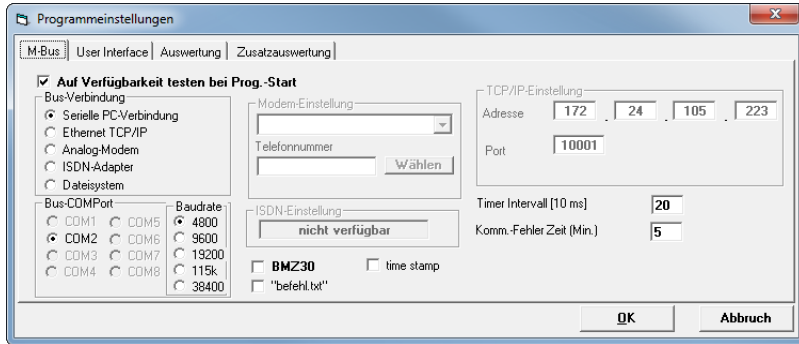 Programmeinstellungen
M-Bus User Interface Auswertung Zusatzauswertung
Auf Verfügbarkeit testen bei Prog.-Start
Bus-Verbindung
Serielle PC-Verbindung
Ethernet TCP/IP
Analog-Modem
ISDN-Adapter
Dateisystem
Modem-Einstellung
Telefonnummer
Wählen
TCP/IP-Einstellung
Adresse 172 . 24 . 105 . 223
Port 10001
Bus-COMPort
COM1 COM5
COM2 COM6
COM3 COM7
COM4 COM8
Baudrate
4800
9600
19200
115k
38400
ISDN-Einstellung
nicht verfügbar
BMZ30 time stamp
"befehl.txt"
Timer Intervall [10 ms] 20
Komm.-Fehler Zeit (Min.) 5
OK Abbruch